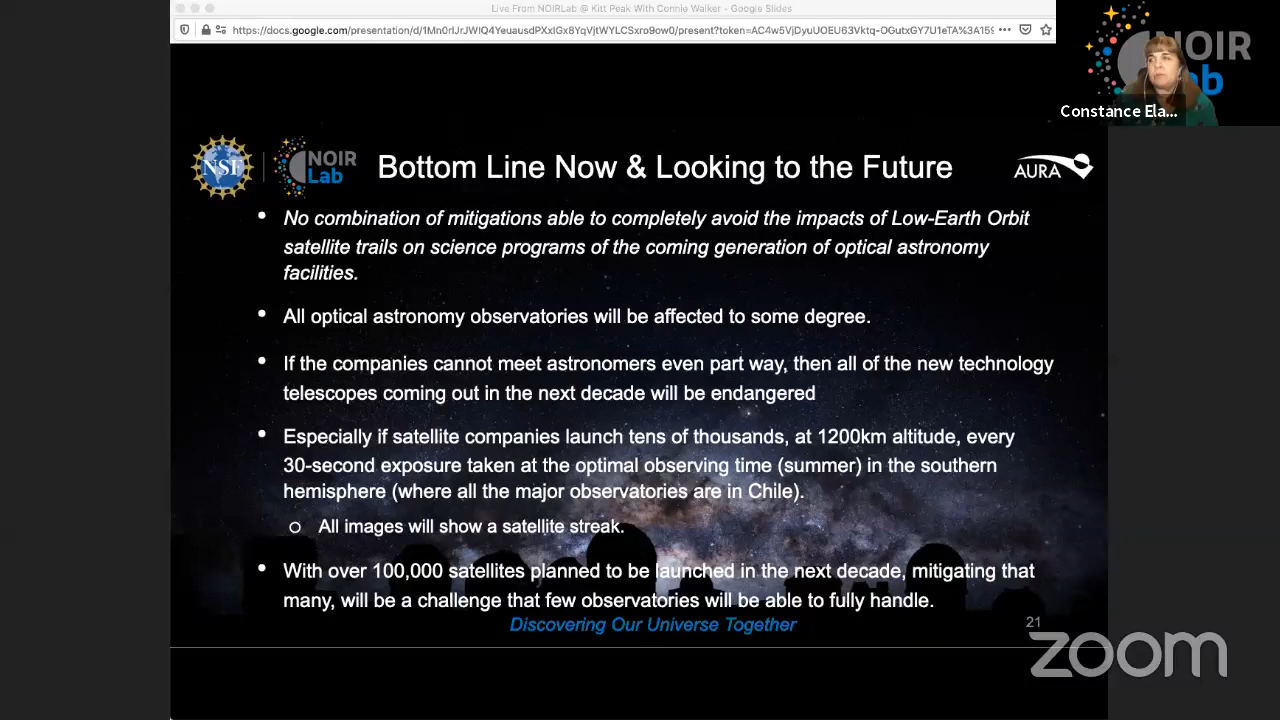 Live From NOIRLab @ Kitt Peak With Connie Walker - Google Slides
NOIR
Lab
Constance Ela...
NSF
NOIR
Lab
Bottom Line Now & Looking to the Future
AURA
• No combination of mitigations able to completely avoid the impacts of Low-Earth Orbit
satellite trails on science programs of the coming generation of optical astronomy
facilities.
• All optical astronomy observatories will be affected to some degree.
• If the companies cannot meet astronomers even part way, then all of the new technology
telescopes coming out in the next decade will be endangered
• Especially if satellite companies launch tens of thousands, at 1200km altitude, every
30-second exposure taken at the optimal observing time (summer) in the southern
hemisphere (where all the major observatories are in Chile).
o All images will show a satellite streak.
• With over 100,000 satellites planned to be launched in the next decade, mitigating that
many, will be a challenge that few observatories will be able to fully handle.
Discovering Our Universe Together
21
zoom